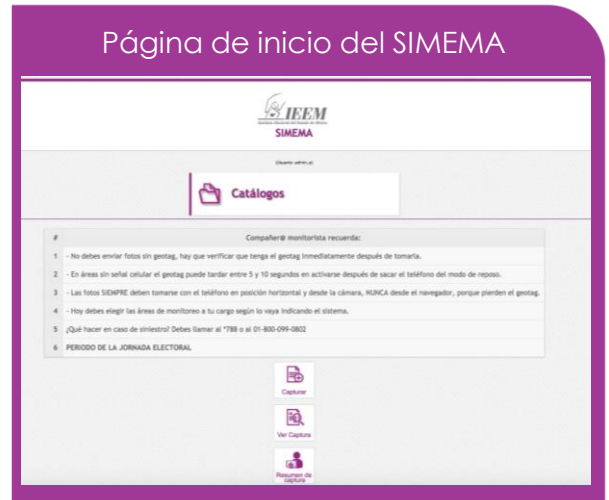 Página de inicio del SIMEMA
IEEM
Instituto Electoral del Estado de México
SIMEMA
Catálogos
# Compañer@ monitorista recuerda:
1 - No debes enviar fotos sin geotag, hay que verificar que tenga el geotag inmediatamente después de tomarla.
2 - En áreas sin señal celular el geotag puede tardar entre 5 y 10 segundos en activarse después de sacar el teléfono del modo de reposo.
3 - Las fotos SIEMPRE deben tomarse con el teléfono en posición horizontal y desde la cámara, NUNCA desde el navegador, porque pierden el geotag.
4 - Hoy debes elegir las áreas de monitoreo a tu cargo según lo vaya indicando el sistema.
5 ¿Qué hacer en caso de siniestro? Debes llamar al *788 o al 01-800-099-0802
6 PERIODO DE LA JORNADA ELECTORAL
Capturar
Ver Captura
Resumen de
captura